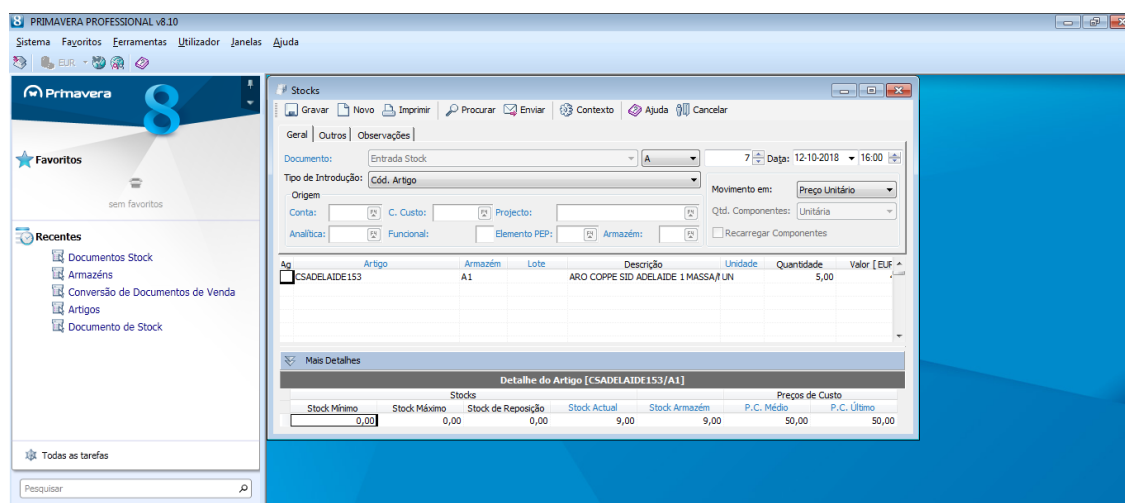 8 PRIMAVERA PROFESSIONAL v8.10
Sistema Favoritos Ferramentas Utilizador Janelas Ajuda
EUR
Primavera 8
Favoritos
sem favoritos
Recentes
Documentos Stock
Armazéns
Conversão de Documentos de Venda
Artigos
Documento de Stock
Todas as tarefas
Pesquisar
Stocks
Gravar Novo Imprimir Procurar Enviar Contexto Ajuda Cancelar
Geral Outros Observações
Documento: Entrada Stock A 7 Data: 12-10-2018 16:00
Tipo de Introdução: Cód. Artigo
Movimento em: Preço Unitário
Origem
Conta: C. Custo: Projecto: Qtd. Componentes: Unitária
Analítica: Funcional: Elemento PEP: Armazém: Recarregar Componentes
Ag Artigo Armazém Lote Descrição Unidade Quantidade Valor [ EUR
CSADELAIDE153 A1 ARO COPPE SID ADELAIDE 1 MASSA/ UN 5,00
Mais Detalhes
Detalhe do Artigo [CSADELAIDE153/A1]
Stocks Preços de Custo
Stock Mínimo Stock Máximo Stock de Reposição Stock Actual Stock Armazém P.C. Médio P.C. Último
0,00 0,00 0,00 9,00 9,00 50,00 50,00